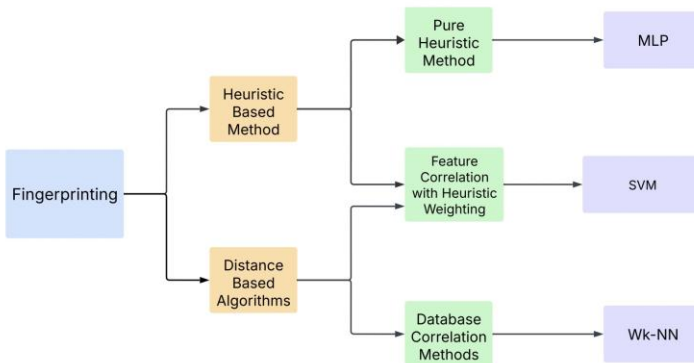 Pure
Heuristic
Method
MLP
Heuristic
Based
Method
Fingerprinting
Feature
Correlation
with Heuristic
Weighting
SVM
Distance
Based
Algorithms
Database
Correlation
Methods
Wk-NN